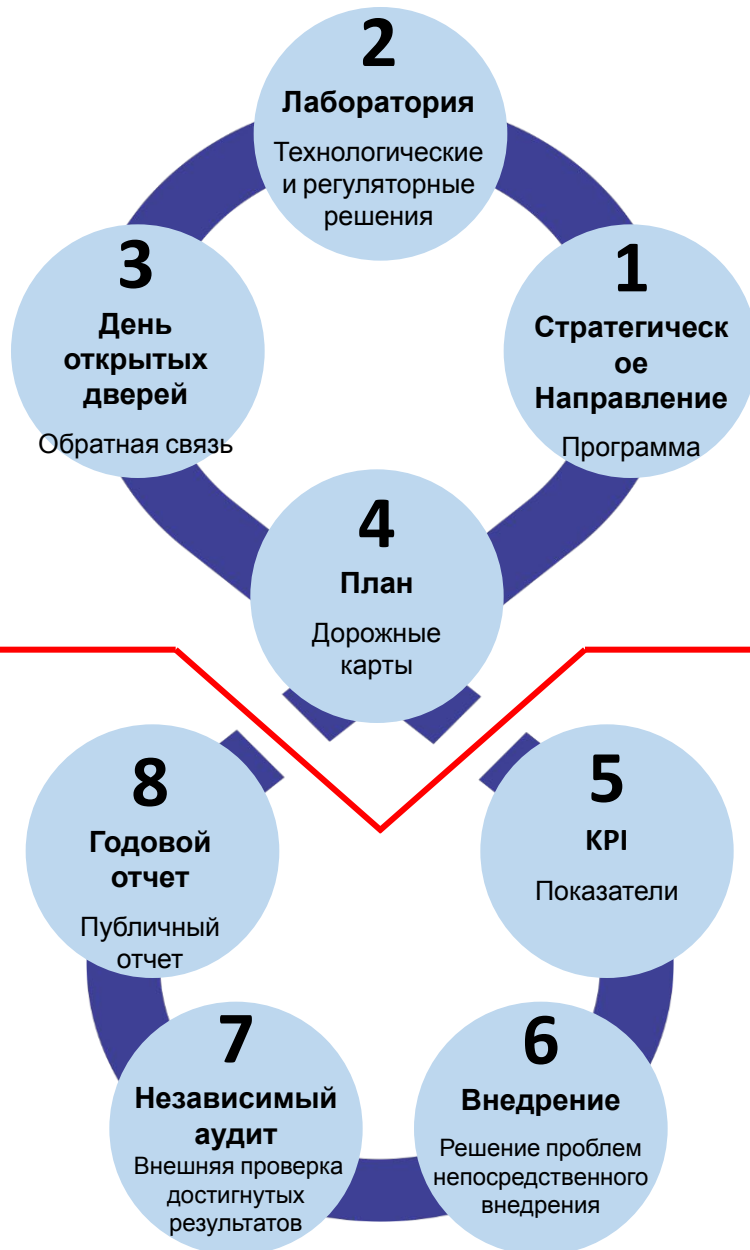 2
Лаборатория
Технологические
и регуляторные
решения
3
День
открытых
дверей
Обратная связь
1
Стратегическ
ое
Направление
Программа
4
План
Дорожные
карты
8
Годовой
отчет
Публичный
отчет
5
KPI
Показатели
7
Независимый
аудит
Внешняя проверка
достигнутых
результатов
6
Внедрение
Решение проблем
непосредственного
внедрения